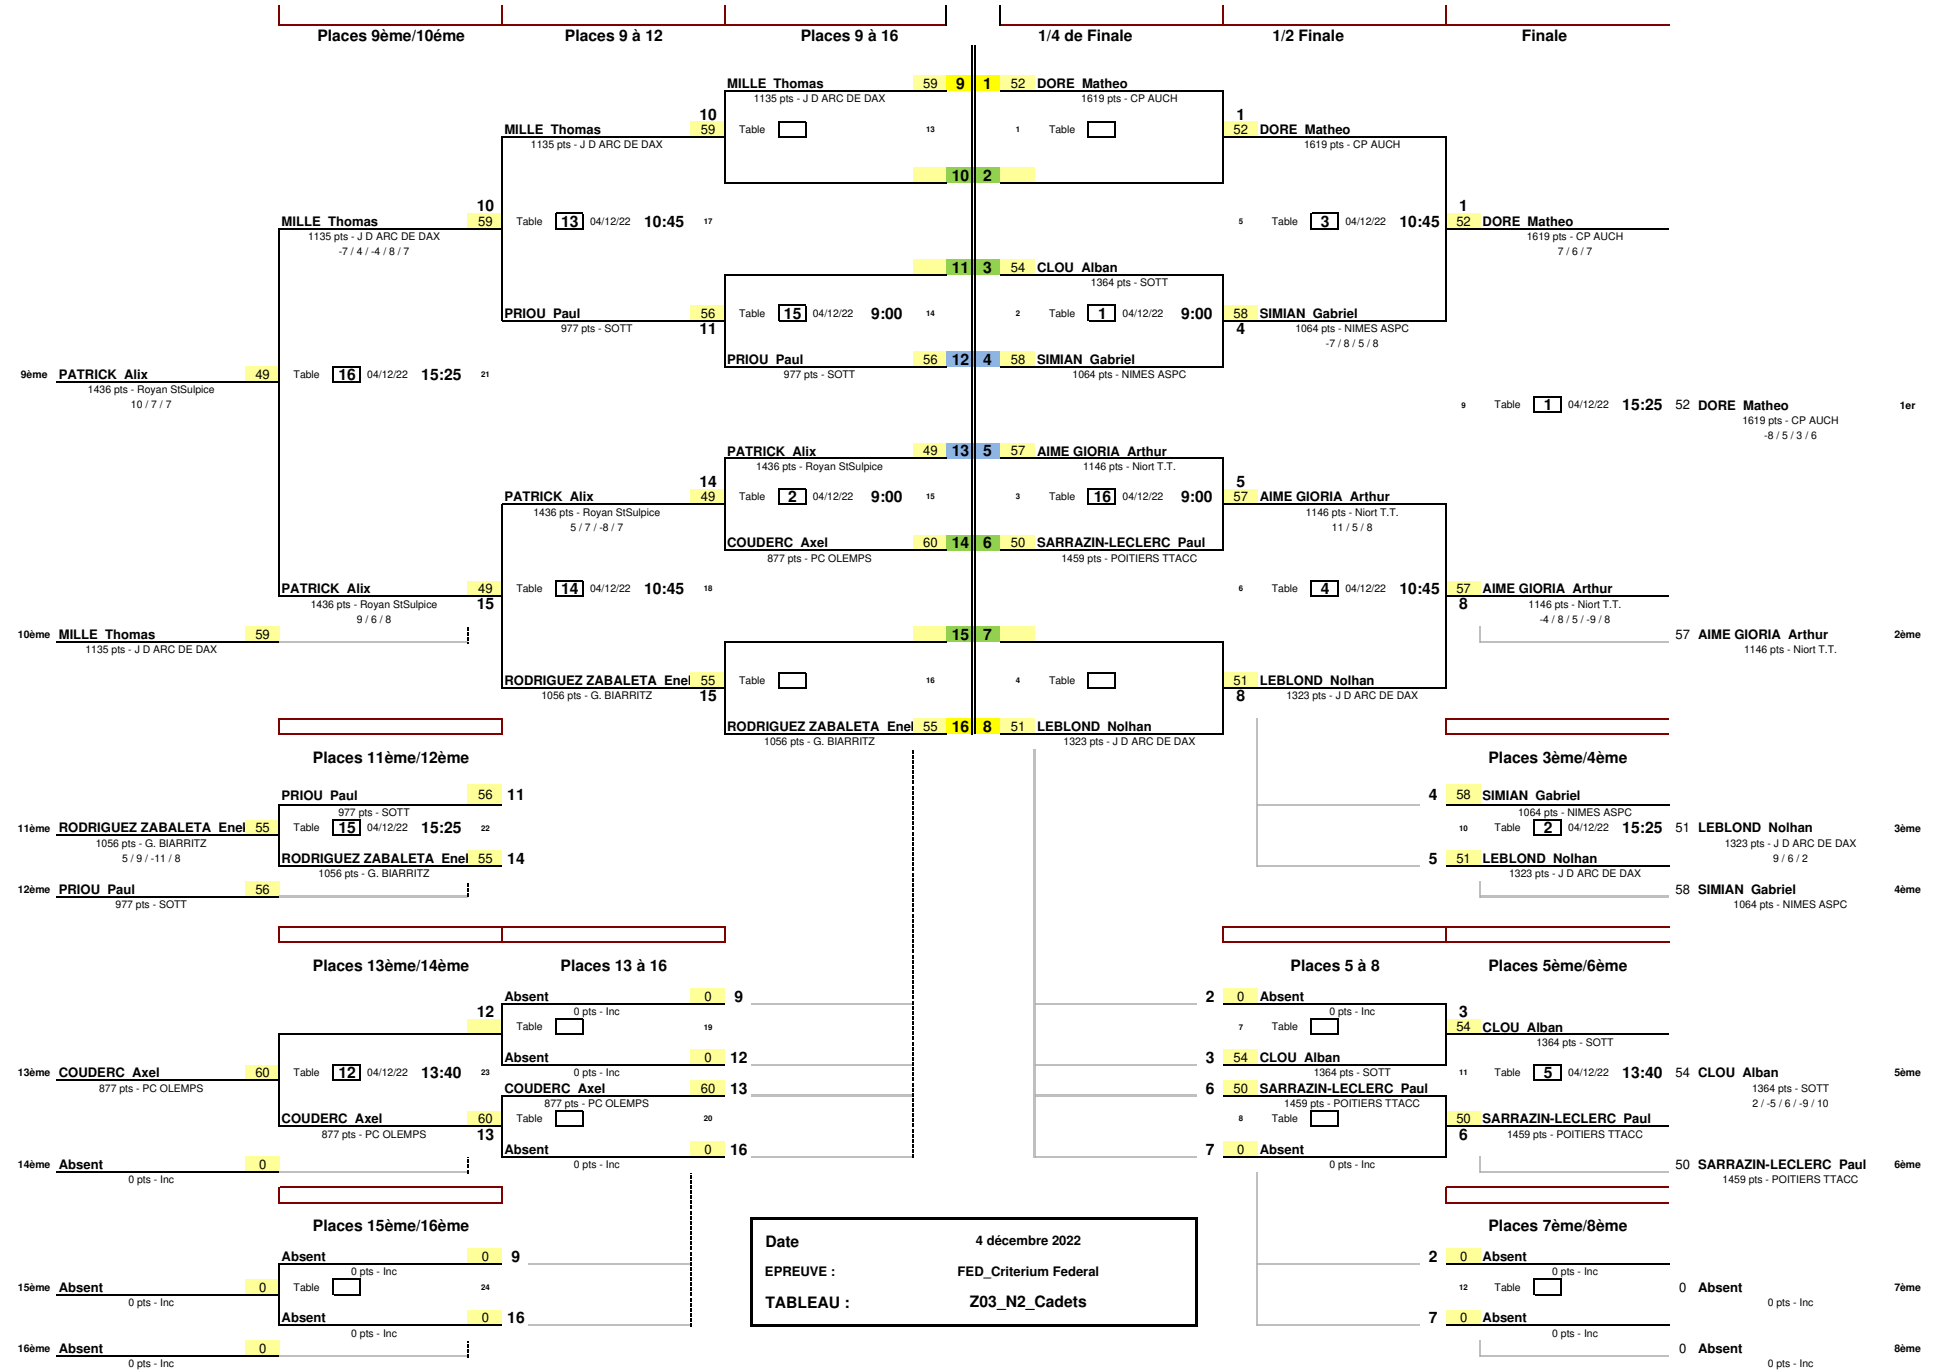 Places 9ème/10éme Places 9 à 12 Places 9 à 16 1/4 de Finale 1/2 Finale Finale
MILLE Thomas 59 9 1 52 DORE Matheo
1135 pts - J D ARC DE DAX 1619 pts - CP AUCH
10 1
MILLE Thomas 59 Table 13 1 Table 52 DORE Matheo
1135 pts - J D ARC DE DAX 1619 pts - CP AUCH
10 2
10 1
MILLE Thomas 59 Table 13 04/12/22 10:45 17 5 Table 3 04/12/22 10:45 52 DORE Matheo
1135 pts - J D ARC DE DAX 1619 pts - CP AUCH
-7 / 4 / -4 / 8 / 7 7 / 6 / 7
11 3 54 CLOU Alban
1364 pts - SOTT
PRIOU Paul 56 Table 15 04/12/22 9:00 14 2 Table 1 04/12/22 9:00 58 SIMIAN Gabriel
977 pts - SOTT 11 4 1064 pts - NIMES ASPC
-7 / 8 / 5 / 8
PRIOU Paul 56 12 4 58 SIMIAN Gabriel
977 pts - SOTT 1064 pts - NIMES ASPC
9ème PATRICK Alix 49 Table 16 04/12/22 15:25 21
1436 pts - Royan StSulpice
10 / 7 / 7
9 Table 1 04/12/22 15:25 52 DORE Matheo 1er
1619 pts - CP AUCH
-8 / 5 / 3 / 6
PATRICK Alix 49 13 5 57 AIME GIORIA Arthur
1436 pts - Royan StSulpice 1146 pts - Niort T.T.
14 5
PATRICK Alix 49 Table 2 04/12/22 9:00 15 3 Table 16 04/12/22 9:00 57 AIME GIORIA Arthur
1436 pts - Royan StSulpice 1146 pts - Niort T.T.
5 / 7 / -8 / 7 11 / 5 / 8
COUDERC Axel 60 14 6 50 SARRAZIN-LECLERC Paul
877 pts - PC OLEMPS 1459 pts - POITIERS TTACC
PATRICK Alix 49 Table 14 04/12/22 10:45 18 6 Table 4 04/12/22 10:45 57 AIME GIORIA Arthur
1436 pts - Royan StSulpice 15 8 1146 pts - Niort T.T.
9 / 6 / 8 -4 / 8 / 5 / -9 / 8
10ème MILLE Thomas 59 15 7 57 AIME GIORIA Arthur 2ème
1135 pts - J D ARC DE DAX 1146 pts - Niort T.T.
RODRIGUEZ ZABALETA Enel 55 Table 16 4 Table 51 LEBLOND Nolhan
1056 pts - G. BIARRITZ 15 8 1323 pts - J D ARC DE DAX
RODRIGUEZ ZABALETA Enel 55 16 8 51 LEBLOND Nolhan
1056 pts - G. BIARRITZ 1323 pts - J D ARC DE DAX
Places 11ème/12ème Places 3ème/4ème
PRIOU Paul 56 11 4 58 SIMIAN Gabriel
977 pts - SOTT 1064 pts - NIMES ASPC
11ème RODRIGUEZ ZABALETA Enel 55 Table 15 04/12/22 15:25 22 10 Table 2 04/12/22 15:25 51 LEBLOND Nolhan 3ème
1056 pts - G. BIARRITZ 1323 pts - J D ARC DE DAX
5 / 9 / -11 / 8 RODRIGUEZ ZABALETA Enel 55 14 5 51 LEBLOND Nolhan 9 / 6 / 2
1056 pts - G. BIARRITZ 1323 pts - J D ARC DE DAX
12ème PRIOU Paul 56 58 SIMIAN Gabriel 4ème
977 pts - SOTT 1064 pts - NIMES ASPC
Places 13ème/14ème Places 13 à 16 Places 5 à 8 Places 5ème/6ème
Absent 0 9 2 0 Absent
12 0 pts - Inc 0 pts - Inc 3
Table 19 7 Table 54 CLOU Alban
1364 pts - SOTT
Absent 0 12 3 54 CLOU Alban
0 pts - Inc 1364 pts - SOTT
13ème COUDERC Axel 60 Table 12 04/12/22 13:40 23 11 Table 5 04/12/22 13:40 54 CLOU Alban 5ème
877 pts - PC OLEMPS COUDERC Axel 60 13 6 50 SARRAZIN-LECLERC Paul 1364 pts - SOTT
877 pts - PC OLEMPS 1459 pts - POITIERS TTACC 2 / -5 / 6 / -9 / 10
COUDERC Axel 60 Table 20 8 Table 50 SARRAZIN-LECLERC Paul
877 pts - PC OLEMPS 13 6 1459 pts - POITIERS TTACC
Absent 0 16 7 0 Absent
14ème Absent 0 0 pts - Inc 0 pts - Inc 50 SARRAZIN-LECLERC Paul 6ème
0 pts - Inc 1459 pts - POITIERS TTACC
Places 15ème/16ème Places 7ème/8ème
Date 4 décembre 2022
Absent 0 9 2 0 Absent
0 pts - Inc EPREUVE : FED_Criterium Federal 0 pts - Inc
15ème Absent 0 Table 24 12 Table 0 Absent 7ème
0 pts - Inc TABLEAU : Z03_N2_Cadets 0 pts - Inc
Absent 0 16 7 0 Absent
0 pts - Inc 0 pts - Inc
16ème Absent 0 0 Absent 8ème
0 pts - Inc 0 pts - Inc